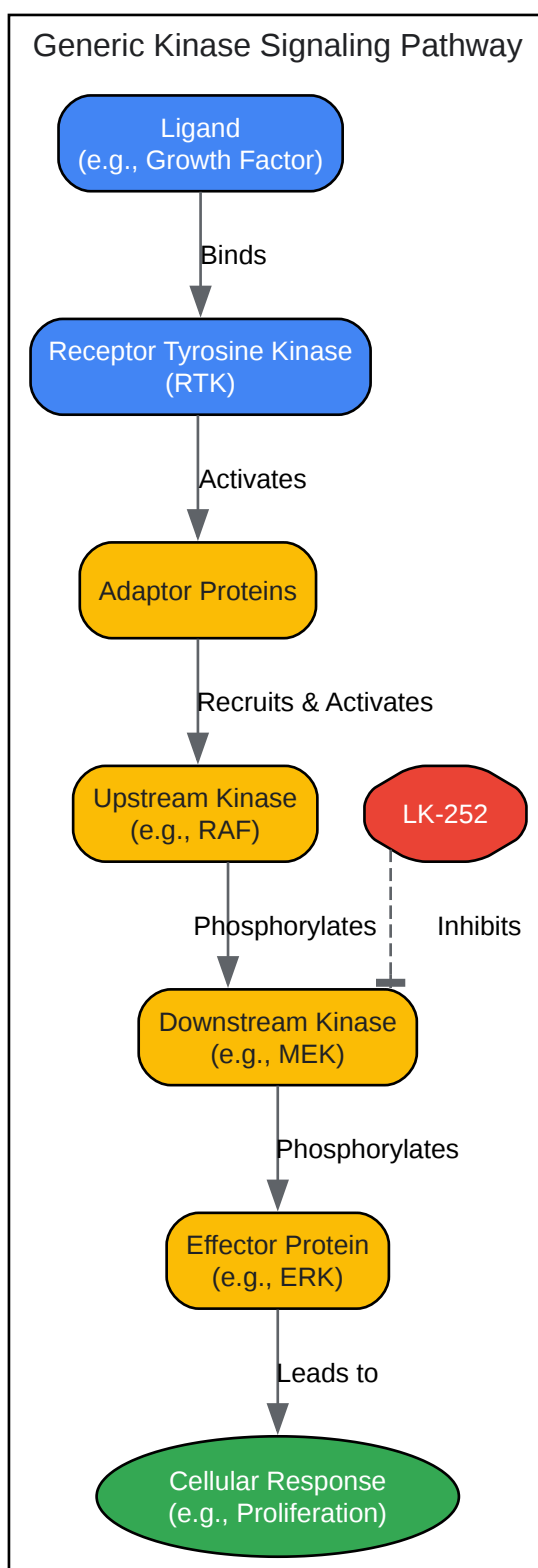 Generic Kinase Signaling Pathway
Ligand
(e.g., Growth Factor)
Binds
Receptor Tyrosine Kinase
(RTK)
Activates
Adaptor Proteins
Recruits & Activates
Upstream Kinase
(e.g., RAF)
LK-252
Phosphorylates
Inhibits
Downstream Kinase
(e.g., MEK)
Phosphorylates
Effector Protein
(e.g., ERK)
Leads to
Cellular Response
(e.g., Proliferation)